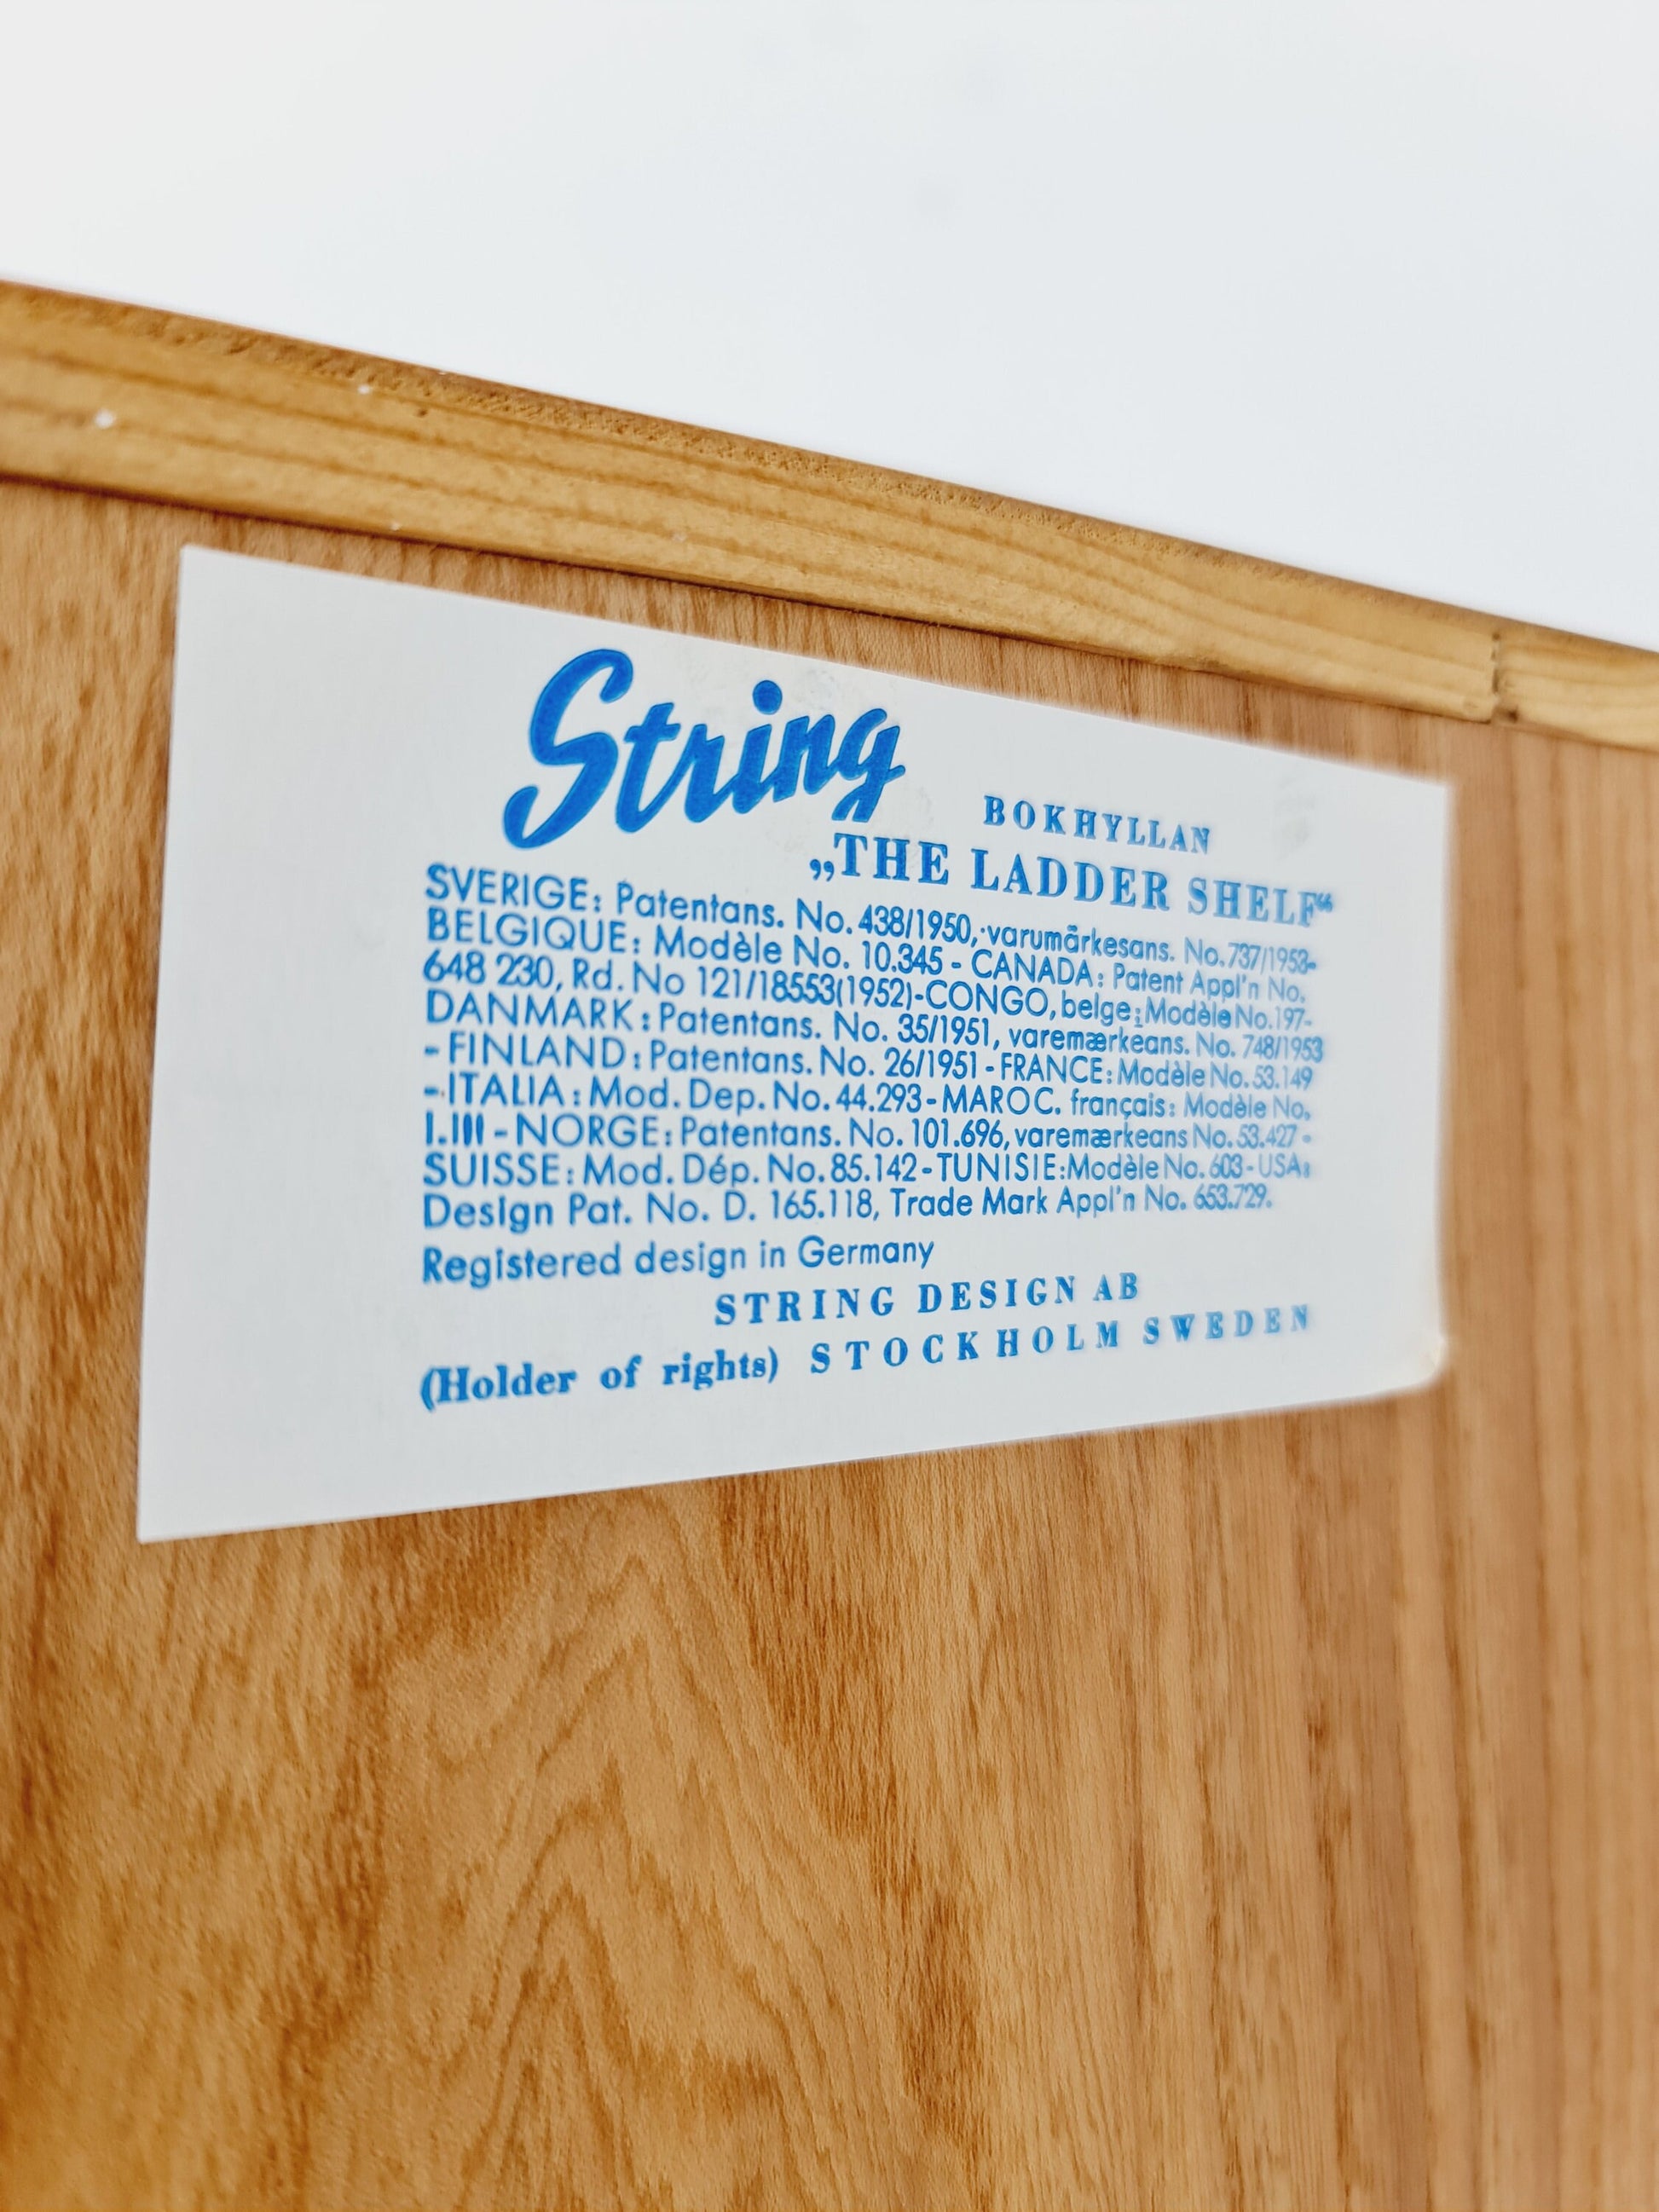 String
BOKHYLLAN
„THE LADDER SHELF“
SVERIGE: Patentans. No. 438/1950, varumärkesans. No. 737/1953-
BELGIQUE: Modèle No. 10.345 - CANADA: Patent Appl'n No.
648 230, Rd. No 121/18553(1952)-CONGO, belge: Modèle No. 197-
DANMARK: Patentans. No. 35/1951, varemærkeans. No. 748/1953
- FINLAND: Patentans. No. 26/1951 - FRANCE: Modèle No. 53.149
- ITALIA: Mod. Dep. No. 44.293 - MAROC. français: Modèle No.
I.III - NORGE: Patentans. No. 101.696, varemærkeans No. 53.427 -
SUISSE: Mod. Dép. No. 85.142 - TUNISIE: Modèle No. 603 - USA:
Design Pat. No. D. 165.118, Trade Mark Appl'n No. 653.729.
Registered design in Germany
STRING DESIGN AB
(Holder of rights) STOCKHOLM SWEDEN